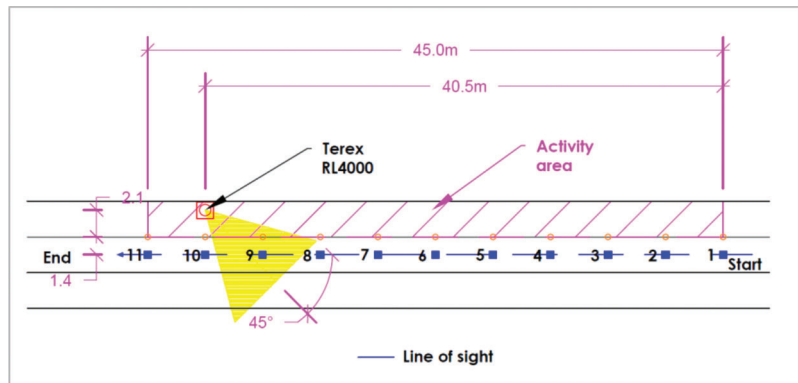 45.0m
40.5m
Terex
RL4000
Activity
area
2.1
End
11
10
9
8
7
6
5
4
3
2
1
Start
1.4
45°
Line of sight